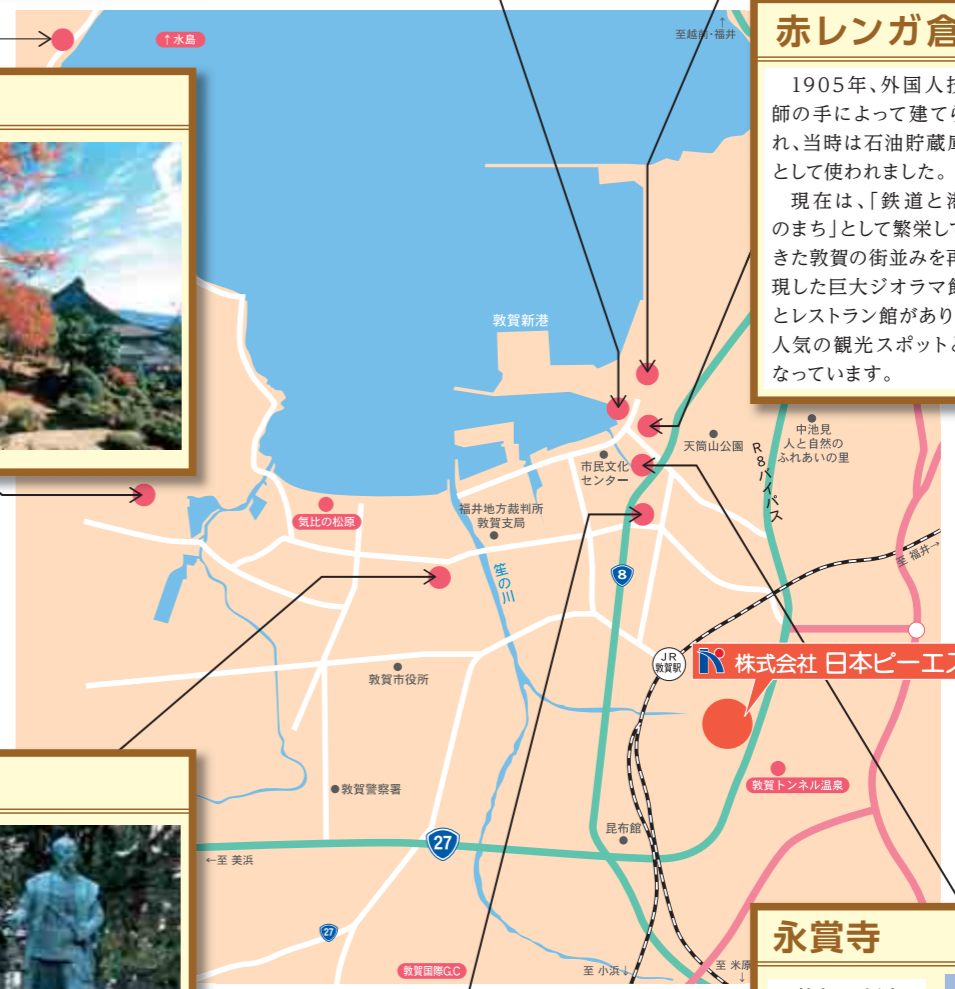 ↑水島
↑
至越前・福井
赤レンガ倉
1905年、外国人技
師の手によって建てら
れ、当時は石油貯蔵庫
として使われました。
現在は、「鉄道と港
のまち」として繁栄して
きた敦賀の街並みを再
現した巨大ジオラマ館
とレストラン館があり
人気の観光スポットと
なっています。
敦賀新港
天筒山公園
中池見
人と自然の
ふれあいの里
R8バイパス
市民文化
センター
気比の松原
福井地方裁判所
敦賀支局
笙の川
8
至 福井→
JR
敦賀駅
株式会社 日本ピーエス
敦賀市役所
敦賀トンネル温泉
敦賀警察署
昆布館
27
←至 美浜
27
敦賀国際G.C
至 小浜↓
至 米原
↓
永賞寺